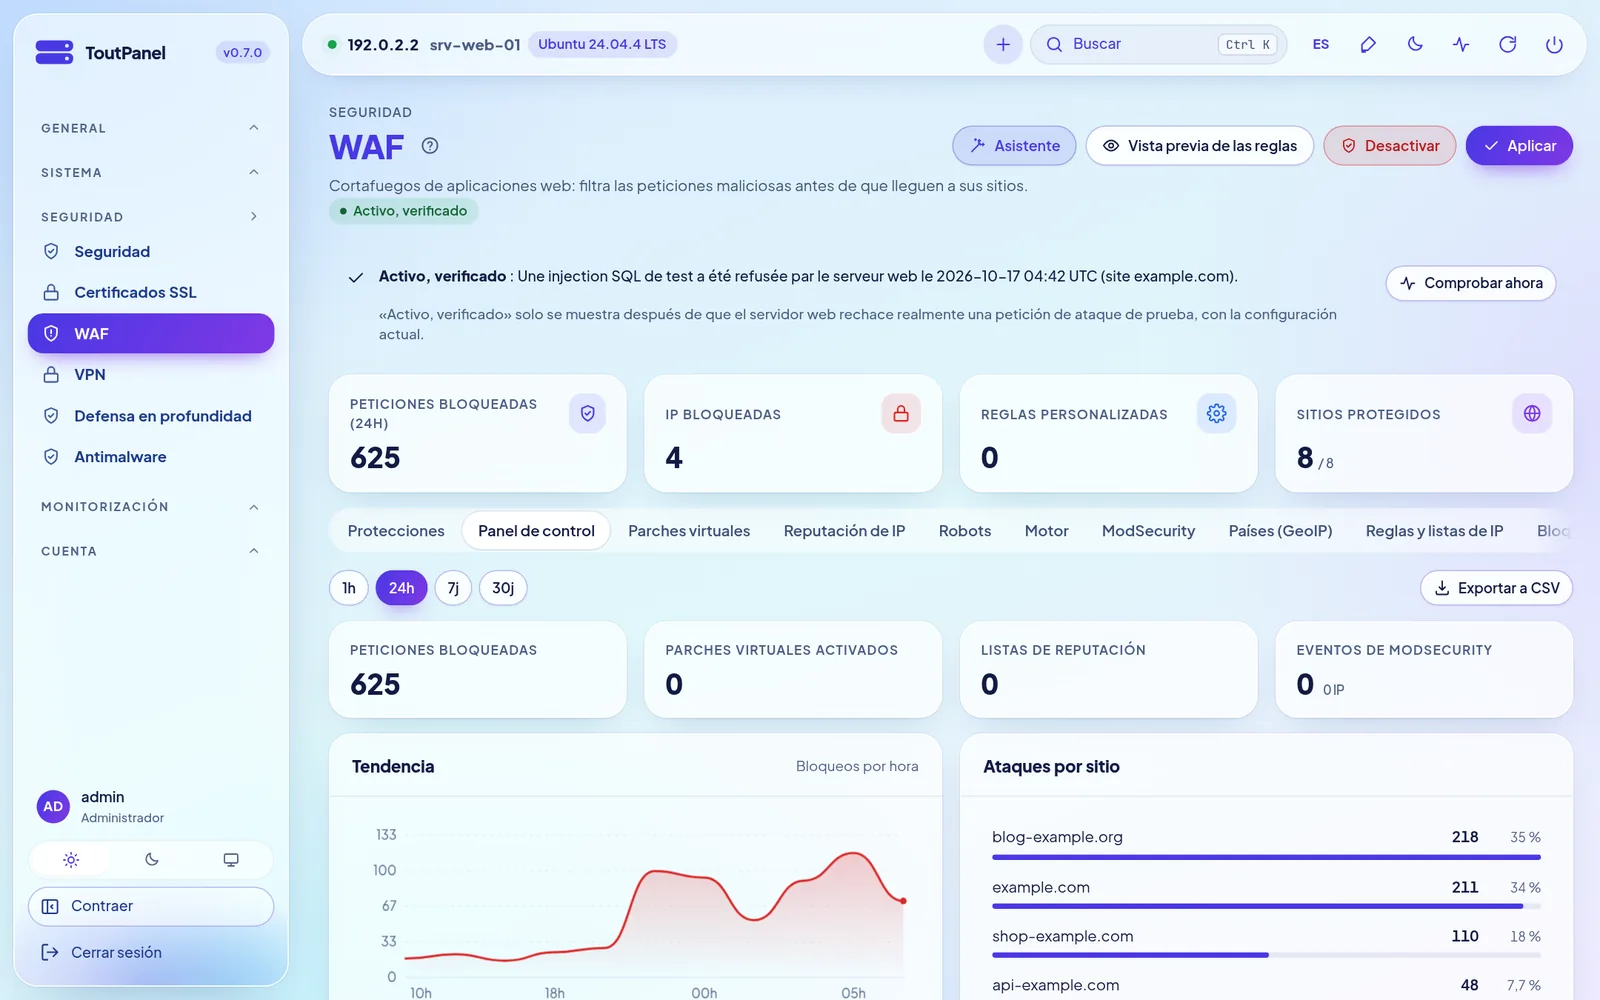 ToutPanel v0.7.0
GENERAL
SISTEMA
SEGURIDAD
Seguridad
Certificados SSL
WAF
VPN
Defensa en profundidad
Antimalware
MONITORIZACIÓN
CUENTA
AD
admin
Administrador
Contraer
Cerrar sesión
192.0.2.2 srv-web-01 Ubuntu 24.04.4 LTS
Buscar Ctrl K ES
SEGURIDAD
WAF
Asistente Vista previa de las reglas Desactivar Aplicar
Cortafuegos de aplicaciones web: filtra las peticiones maliciosas antes de que lleguen a sus sitios.
Activo, verificado
Activo, verificado : Une injection SQL de test a été refusée par le serveur web le 2026-10-17 04:42 UTC (site example.com).
Comprobar ahora
«Activo, verificado» solo se muestra después de que el servidor web rechace realmente una petición de ataque de prueba, con la configuración
actual.
PETICIONES BLOQUEADAS
(24H)
625
IP BLOQUEADAS
4
REGLAS PERSONALIZADAS
0
SITIOS PROTEGIDOS
8 / 8
Protecciones Panel de control Parches virtuales Reputación de IP Robots Motor ModSecurity Países (GeoIP) Reglas y listas de IP Bloq
1h 24h 7j 30j
Exportar a CSV
PETICIONES BLOQUEADAS
625
PARCHES VIRTUALES ACTIVADOS
0
LISTAS DE REPUTACIÓN
0
EVENTOS DE MODSECURITY
0 0 IP
Tendencia Bloqueos por hora
133
100
67
33
0
10h 18h 00h 05h
Ataques por sitio
blog-example.org 218 35 %
example.com 211 34 %
shop-example.com 110 18 %
api-example.com 48 7,7 %